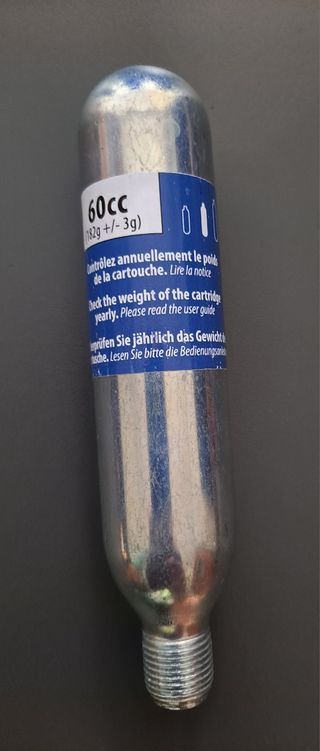 60cc
(182g +/- 3g)
Contrôlez annuellement le poids
de la cartouche. Lire la notice
Check the weight of the cartridge
yearly. Please read the user guide
Sie jährlich das Gewicht
Lesen Sie bitte die